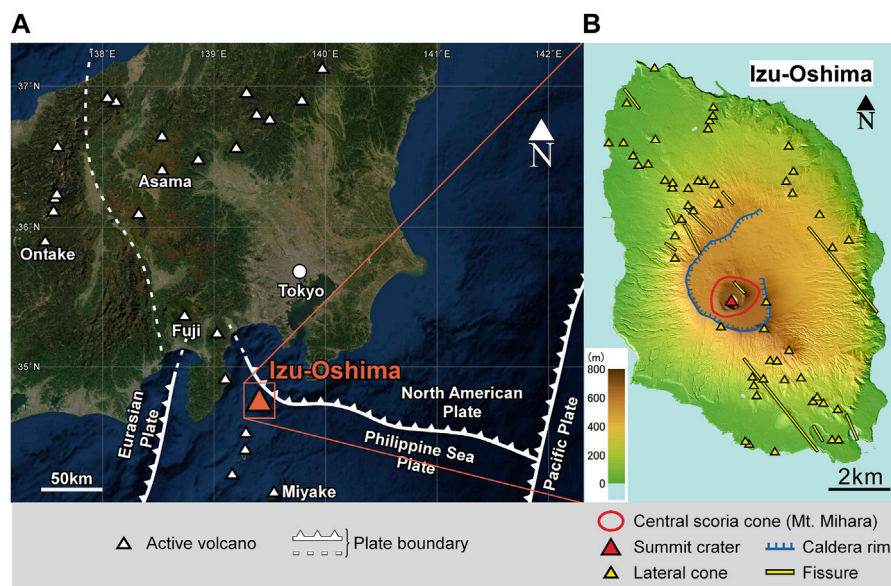 A
138°E
139°E
140°E
141°E
142°E
37°N
36°N
35°N
N
Asama
Ontake
Tokyo
Fuji
Izu-Oshima
North American
Plate
Philippine Sea
Plate
Eurasian
Plate
Pacific Plate
50km
Miyake
B
Izu-Oshima
N
(m)
800
600
400
200
0
2km
Active volcano
Plate boundary
Central scoria cone (Mt. Mihara)
Summit crater
Caldera rim
Lateral cone
Fissure